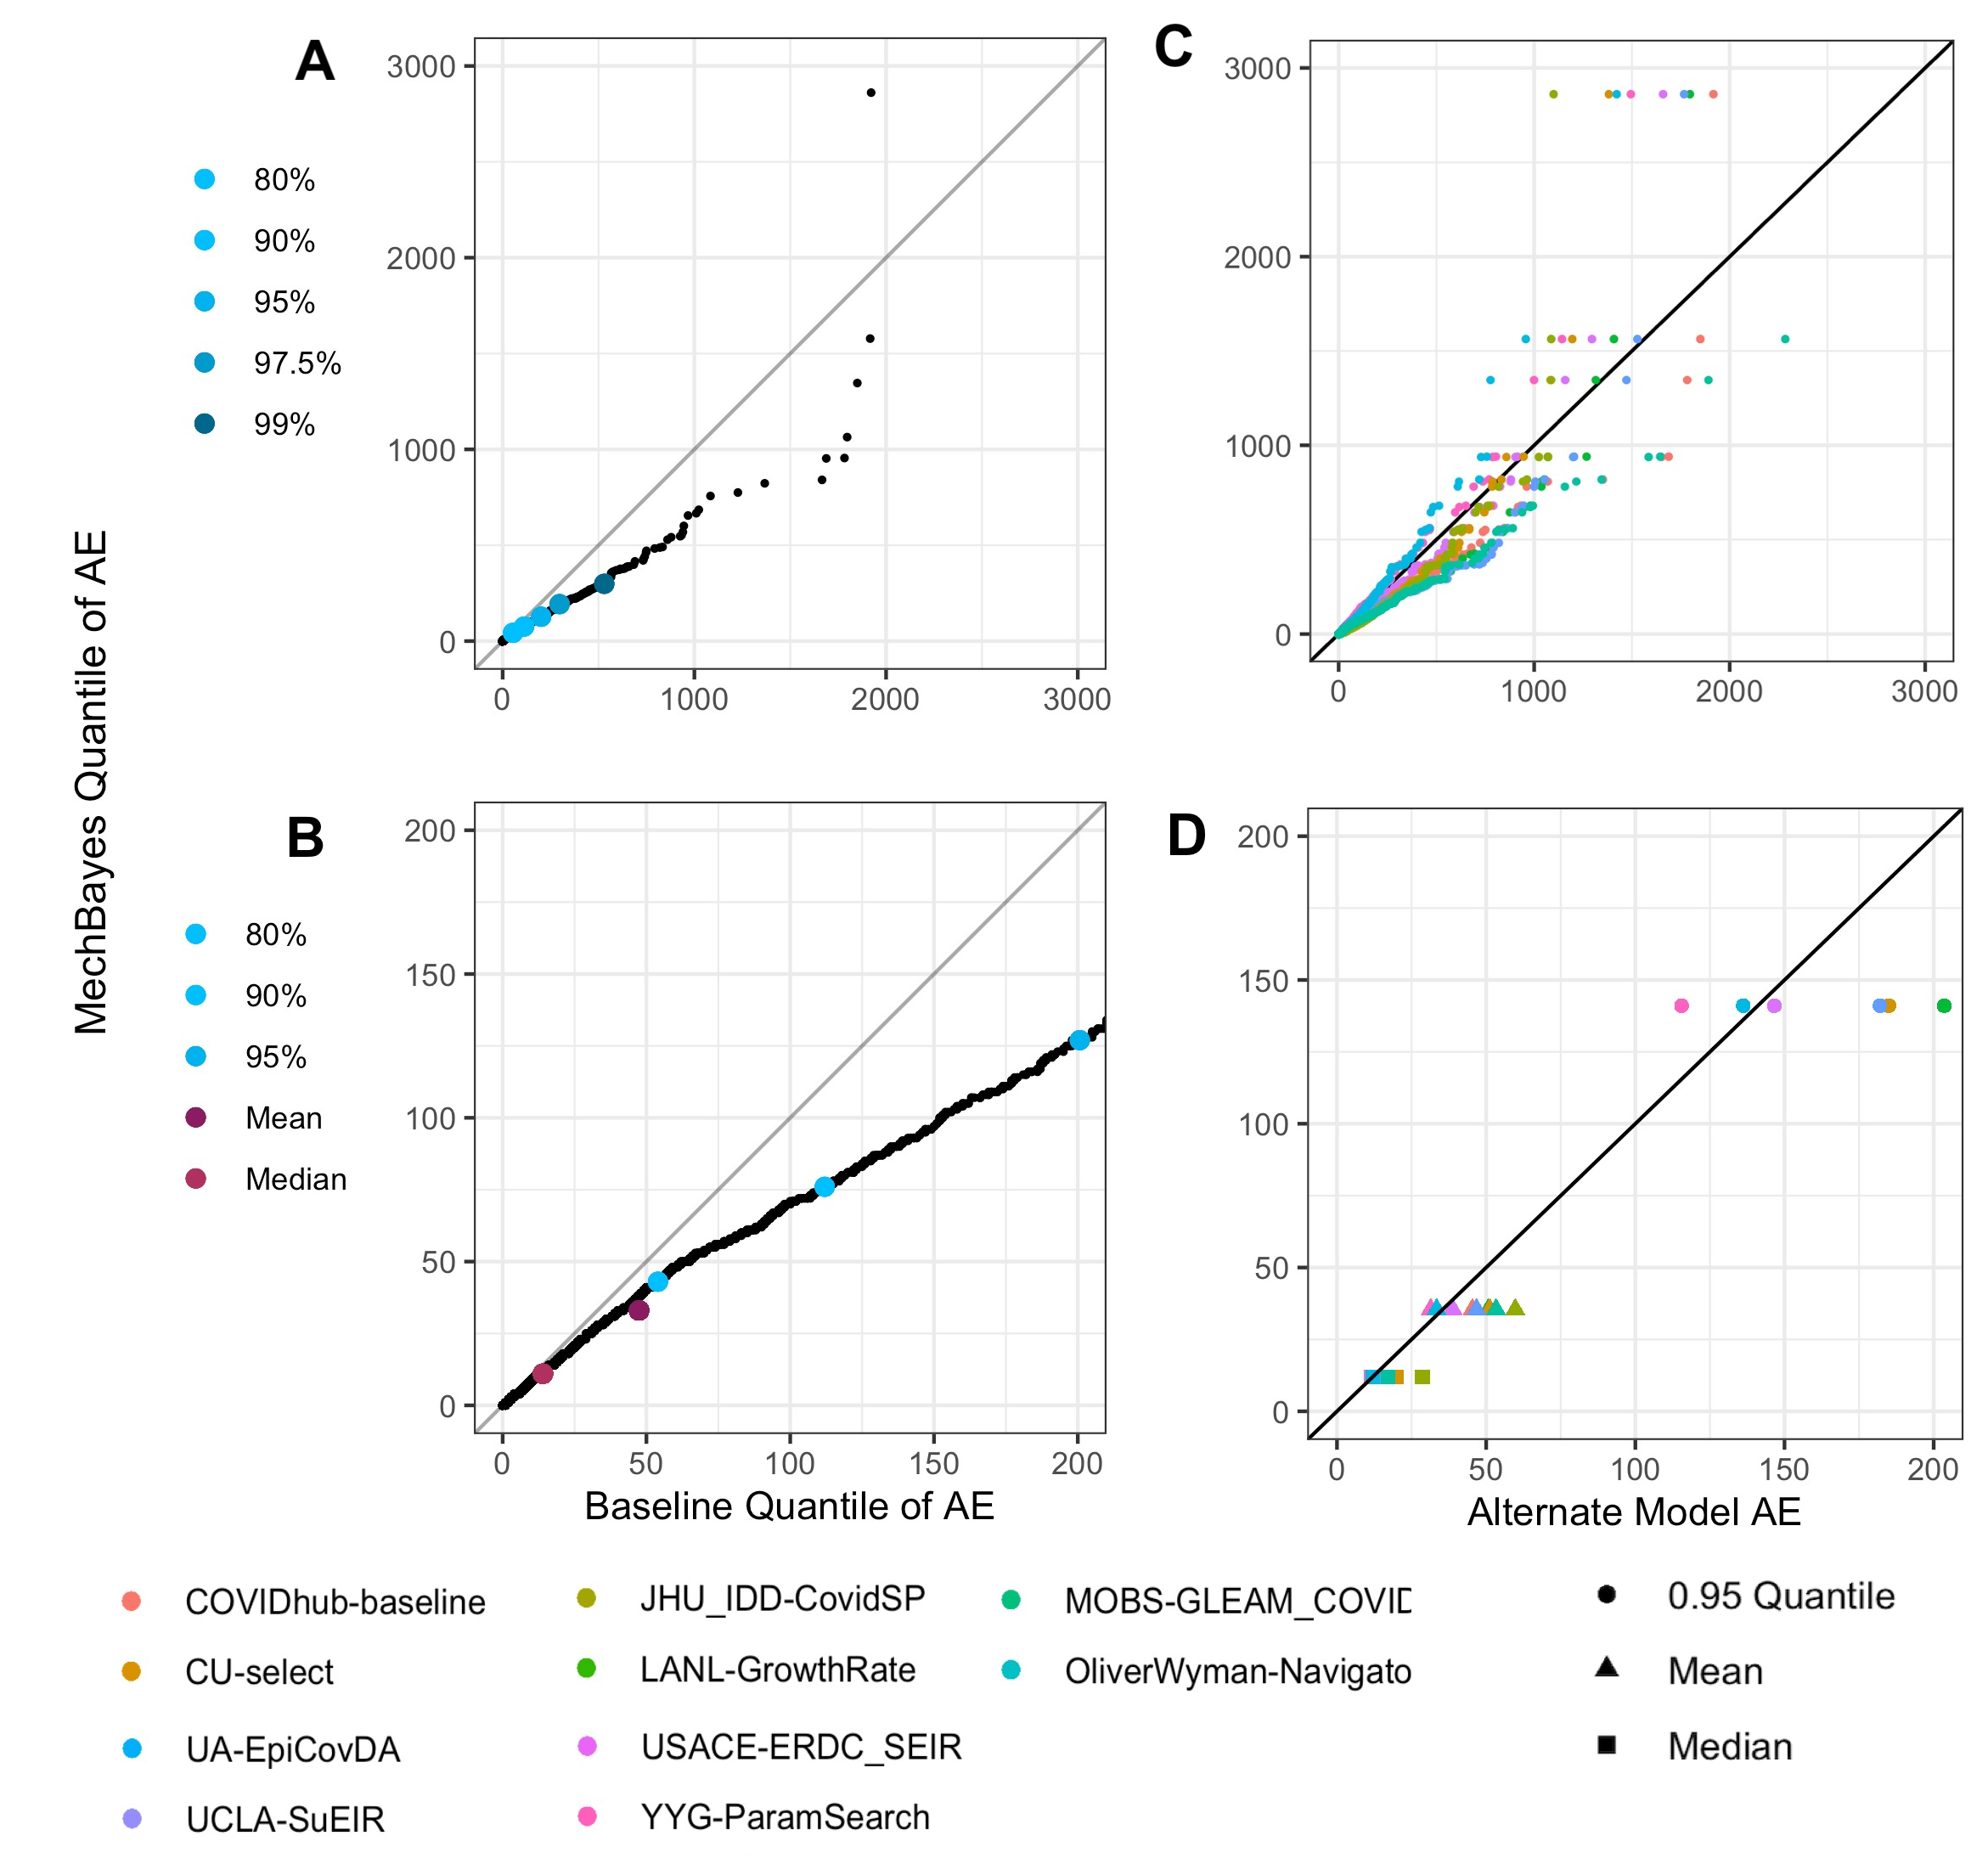 A
3000
2000
1000
0
0
1000
2000
3000
80%
90%
95%
97.5%
99%
C
3000
2000
1000
0
0
1000
2000
3000
MechBayes Quantile of AE
B
200
150
100
50
0
0
50
100
150
200
80%
90%
95%
Mean
Median
Baseline Quantile of AE
D
200
150
100
50
0
0
50
100
150
200
Alternate Model AE
COVIDhub-baseline
CU-select
UA-EpiCovDA
UCLA-SuEIR
JHU_IDD-CovidSP
LANL-GrowthRate
USACE-ERDC_SEIR
YYG-ParamSearch
MOBS-GLEAM_COVID
OliverWyman-Navigato
0.95 Quantile
Mean
Median